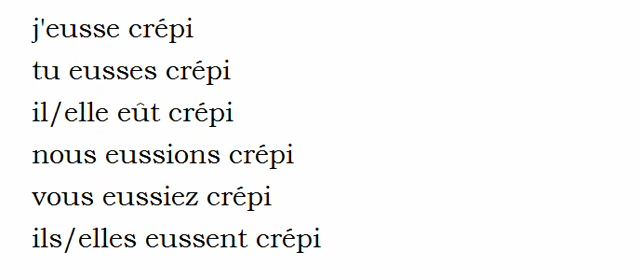 j'eusse crépi
tu eusses crépi
il/elle eût crépi
nous eussions crépi
vous eussiez crépi
ils/elles eussent crépi